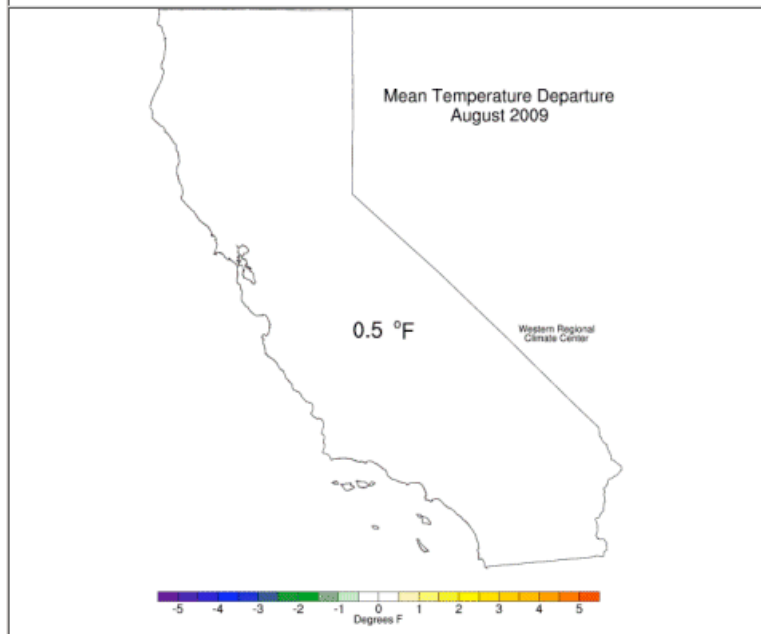 Mean Temperature Departure
August 2009
0.5 °F
Western Regional
Climate Center
-5 -4 -3 -2 -1 0 1 2 3 4 5
Degrees F